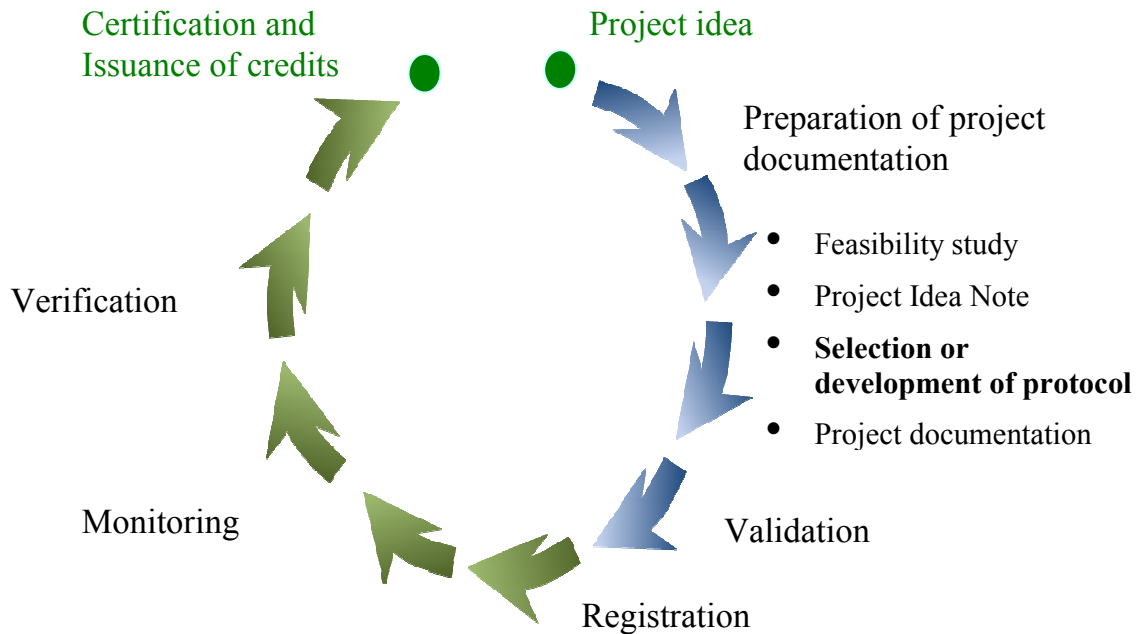 Project idea
Preparation of project
documentation
• Feasibility study
• Project Idea Note
• Selection or
development of protocol
• Project documentation
Validation
Registration
Monitoring
Verification
Certification and
Issuance of credits